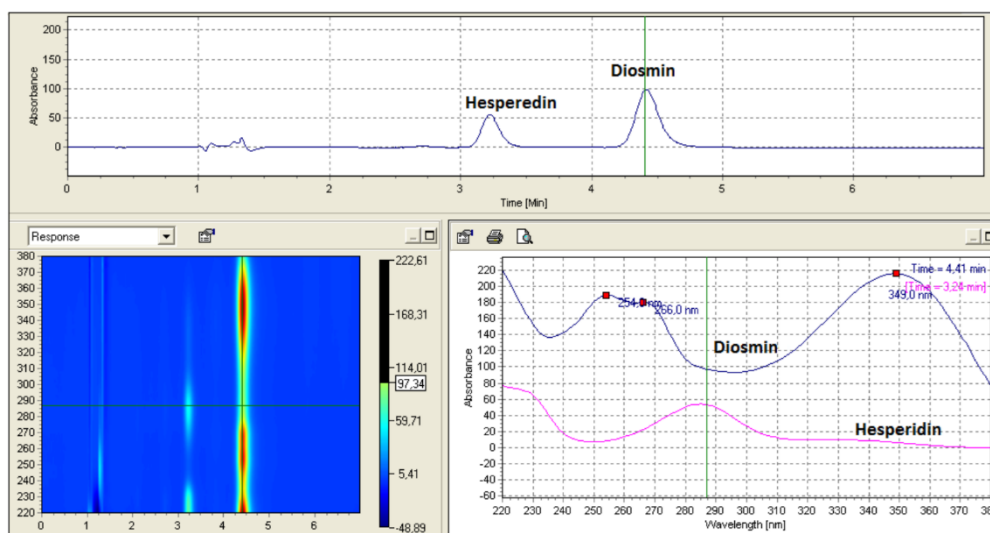 200
150
100
50
0
Absorbance
Hesperedin
Diosmin
0 1 2 3 4 5 6
Time [Min]
Response
380
370
360
350
340
330
320
310
300
290
280
270
260
250
240
230
220
0 1 2 3 4 5 6
222,61
168,31
114,01
97,34
59,71
5,41
-48,89
220
200
180
160
140
120
100
80
60
40
20
0
-20
-40
-60
Absorbance
Time = 4,41 min
[Time = 3,24 min]
349,0 nm
266,0 nm
Diosmin
Hesperidin
220 230 240 250 260 270 280 290 300 310 320 330 340 350 360 370 38
Wavelength [nm]